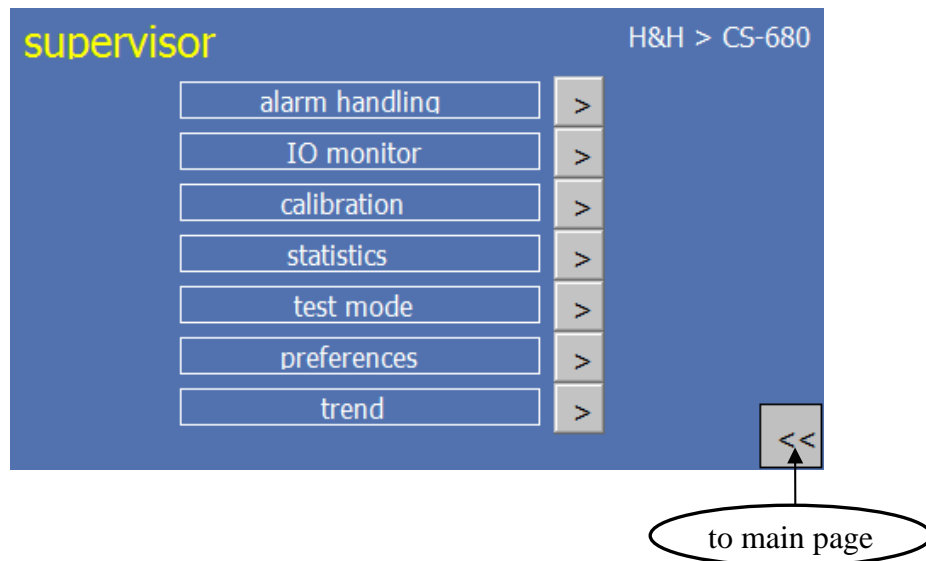 supervisor
H&H > CS-680
alarm handling >
IO monitor >
calibration >
statistics >
test mode >
preferences >
trend >
<<
to main page